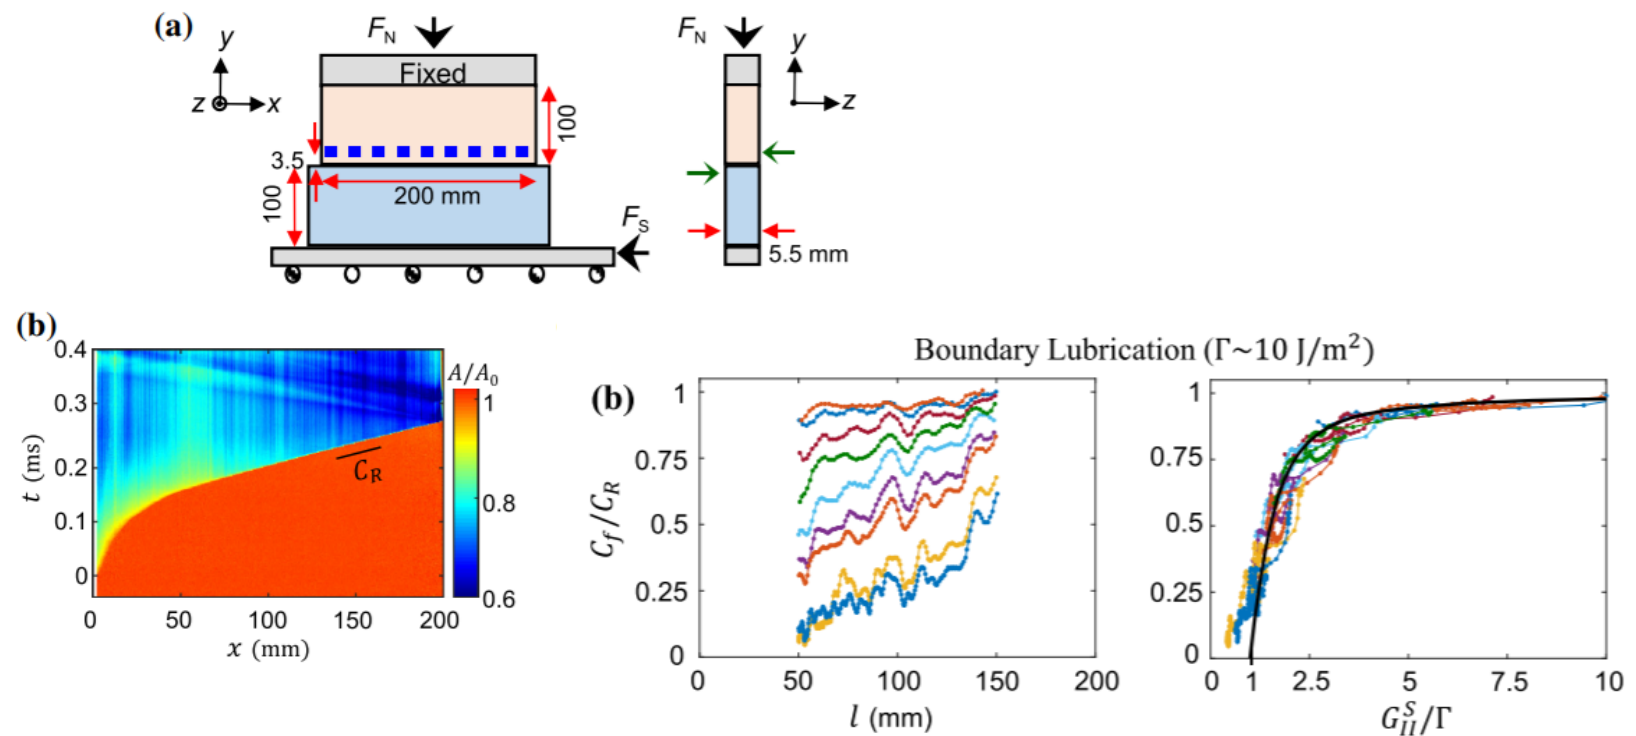 (a)
F_N
F_N
y
y
Fixed
z
x
z
100
3.5
200 mm
100
F_S
5.5 mm
(b)
Boundary Lubrication (Γ~10 J/m²)
0.4
A/A₀
1
0.3
t (ms)
0.2
C_R
0.8
0.1
0
0.6
0 50 100 150 200
x (mm)
(b)
1
0.75
C_f/C_R
0.5
0.25
0
0 50 100 150 200
l (mm)
1
0.75
0.5
0.25
0
0 1 2.5 5 7.5 10
G_{II}^S/Γ